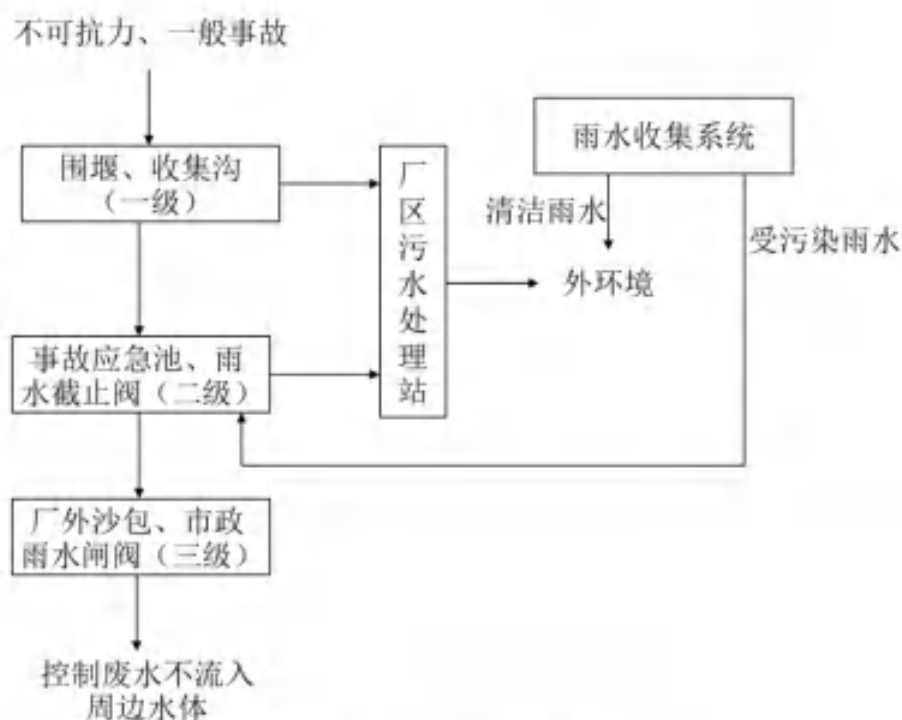 不可抗力、一般事故
围堰、收集沟
（一级）
事故应急池、雨
水截止阀（二级）
厂外沙包、市政
雨水闸阀（三级）
控制废水不流入
周边水体
厂
区
污
水
处
理
站
雨水收集系统
清洁雨水
受污染雨水
外环境